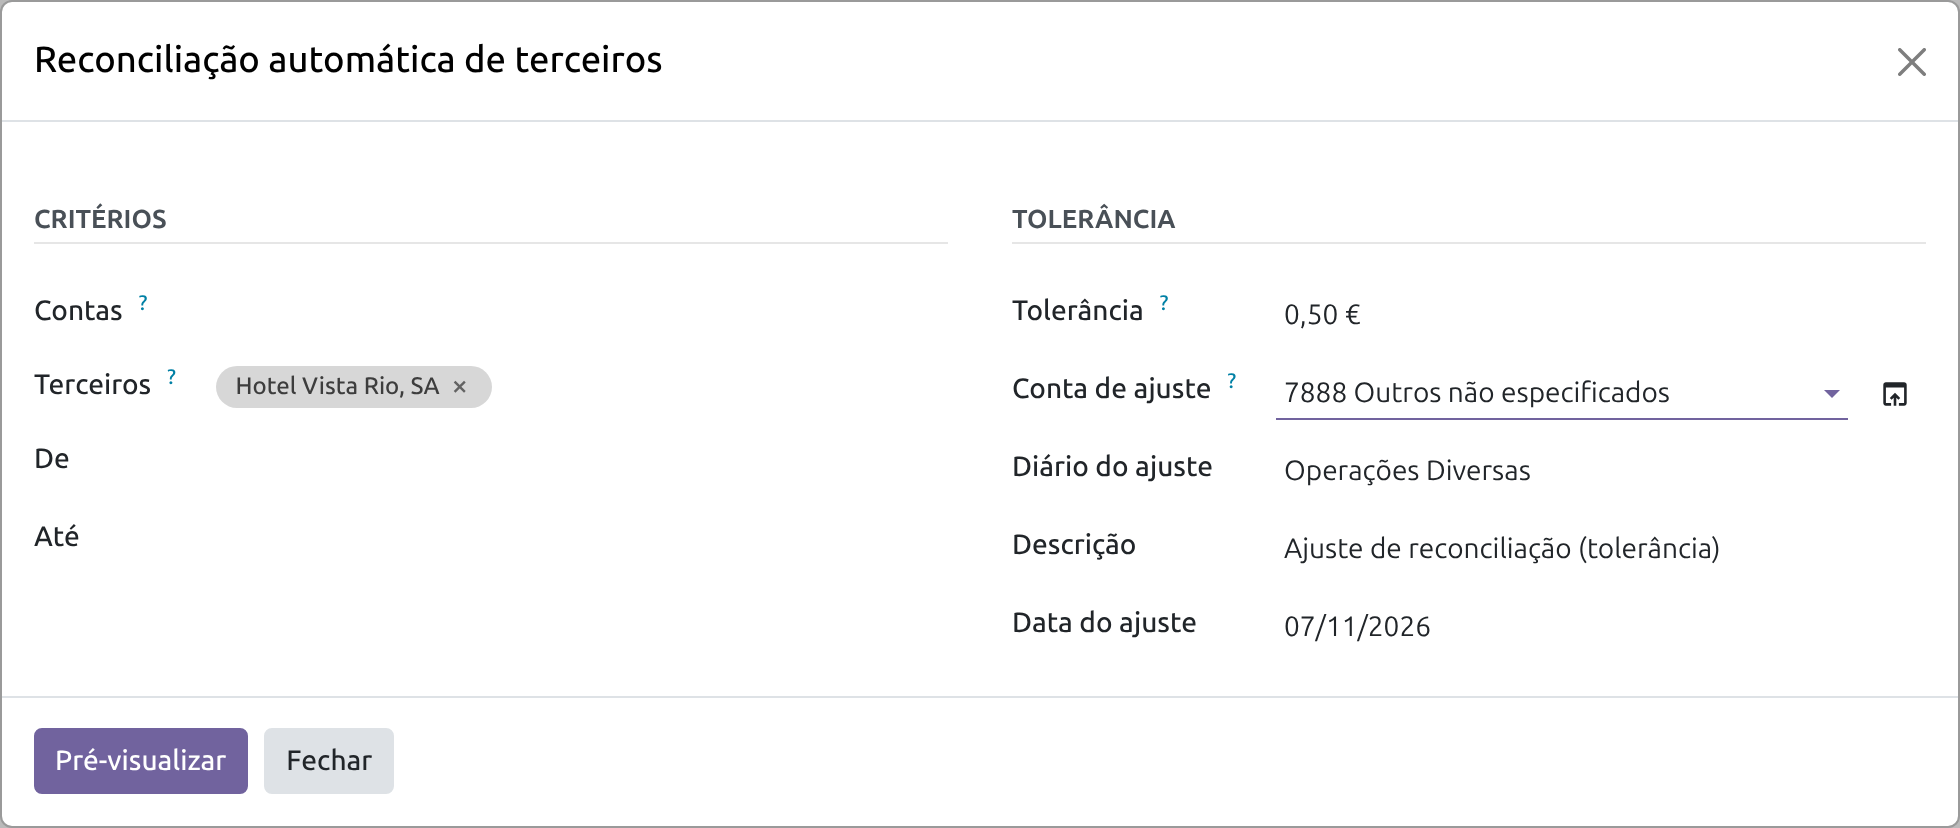 Reconciliação automática de terceiros
CRITÉRIOS
Contas ?
Terceiros ? Hotel Vista Rio, SA ×
De
Até
TOLERÂNCIA
Tolerância ? 0,50 €
Conta de ajuste ? 7888 Outros não especificados
Diário do ajuste Operações Diversas
Descrição Ajuste de reconciliação (tolerância)
Data do ajuste 07/11/2026
Pré-visualizar Fechar